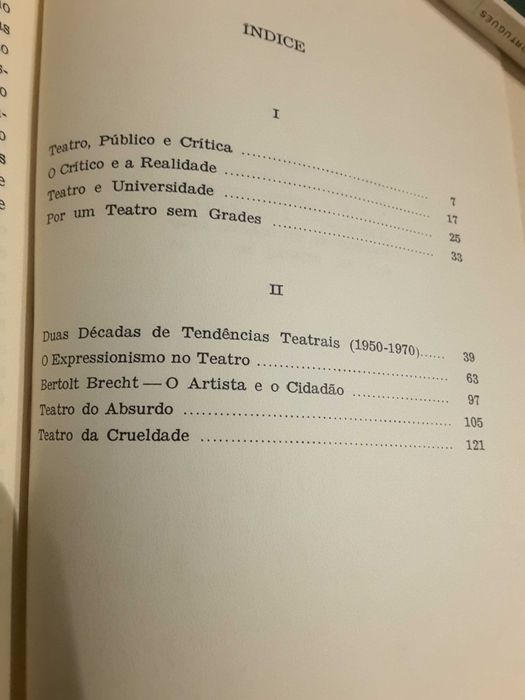 ÍNDICE
I
Teatro, Público e Crítica ........................ 7
O Crítico e a Realidade ........................ 17
Teatro e Universidade ........................ 25
Por um Teatro sem Grades ........................ 33
II
Duas Décadas de Tendências Teatrais (1950-1970)...... 39
O Expressionismo no Teatro ........................ 63
Bertolt Brecht — O Artista e o Cidadão ............ 97
Teatro do Absurdo ........................ 105
Teatro da Crueldade ........................ 121